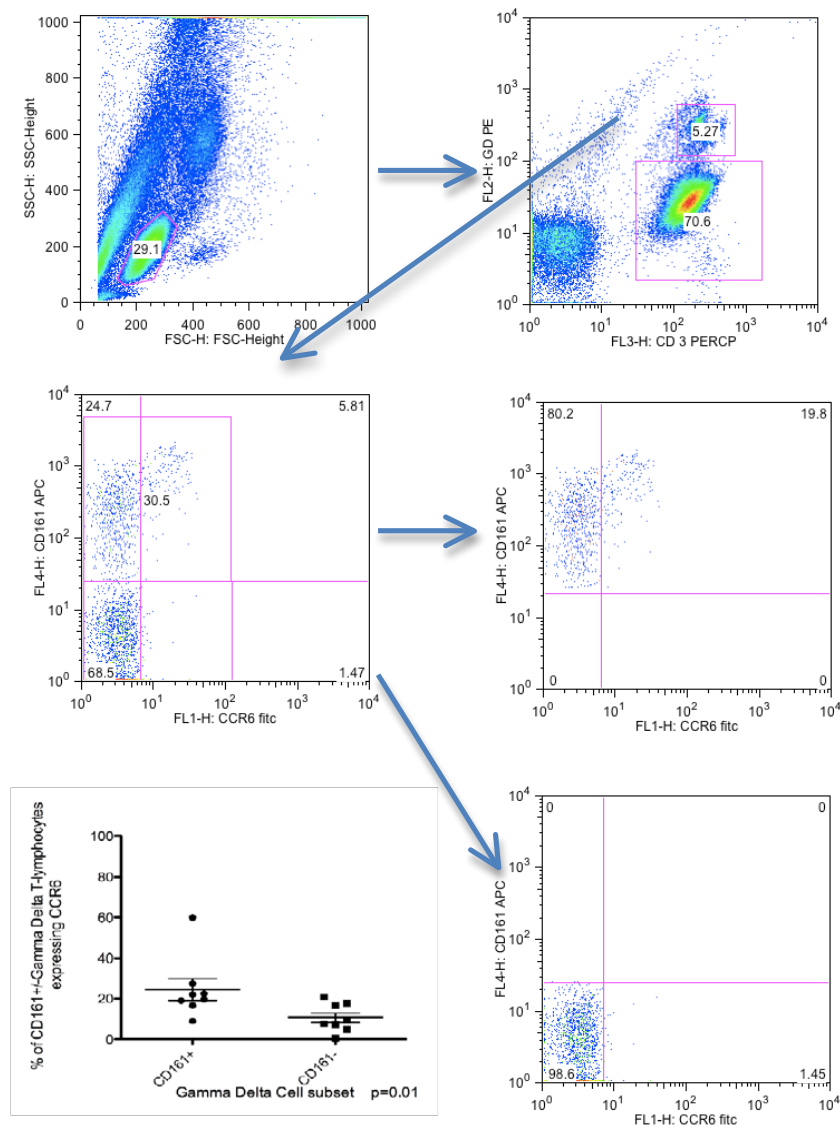 1000
800
600
400
200
0
SSC-H: SSC-Height
29.1
0 200 400 600 800 1000
FSC-H: FSC-Height
10^4
10^3
10^2
10^1
10^0
FL2-H: GD PE
5.27
70.6
10^0 10^1 10^2 10^3 10^4
FL3-H: CD 3 PERCP
10^4
10^3
10^2
10^1
10^0
FL4-H: CD161 APC
24.7 5.81
30.5
68.5 1.47
10^0 10^1 10^2 10^3 10^4
FL1-H: CCR6 fitc
10^4
10^3
10^2
10^1
10^0
FL4-H: CD161 APC
80.2 19.8
0 0
10^0 10^1 10^2 10^3 10^4
FL1-H: CCR6 fitc
% of CD161+/-Gamma Delta T-lymphocytes
expressing CCR6
100
80
60
40
20
0
CD161+ CD161-
Gamma Delta Cell subset p=0.01
10^4
10^3
10^2
10^1
10^0
FL4-H: CD161 APC
0 0
98.6 1.45
10^0 10^1 10^2 10^3 10^4
FL1-H: CCR6 fitc